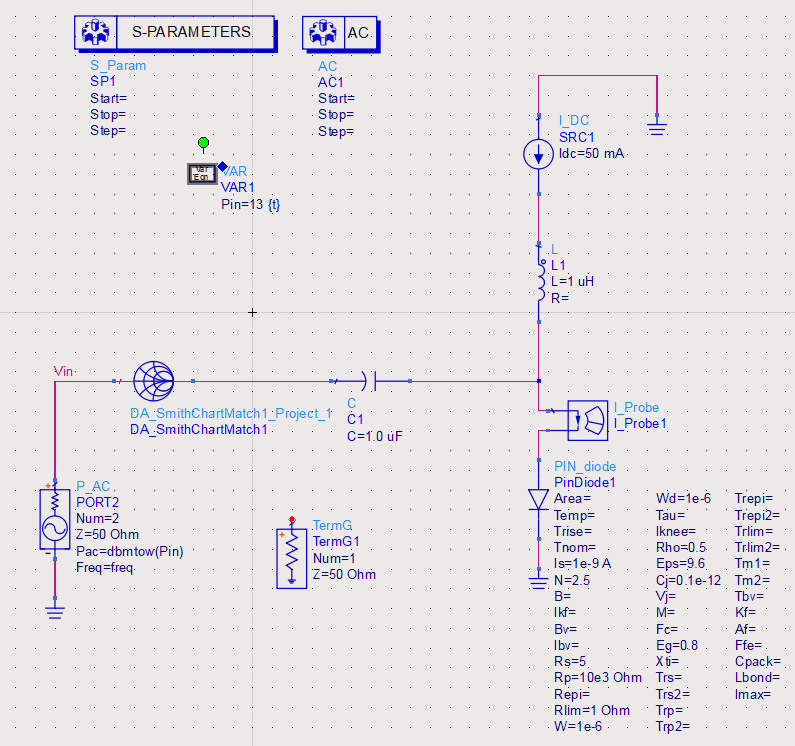 S-PARAMETERS
S_Param
SP1
Start=
Stop=
Step=
AC
AC
AC1
Start=
Stop=
Step=
Var
Eqn
VAR
VAR1
Pin=13 {t}
I_DC
SRC1
Idc=50 mA
L
L1
L=1 uH
R=
Vin
DA_SmithChartMatch1_Project_1
DA_SmithChartMatch1
C
C1
C=1.0 uF
I_Probe
I_Probe1
P_AC
PORT2
Num=2
Z=50 Ohm
Pac=dbmtow(Pin)
Freq=freq
TermG
TermG1
Num=1
Z=50 Ohm
PIN_diode
PinDiode1
Area=
Temp=
Trise=
Tnom=
Is=1e-9 A
N=2.5
B=
Ikf=
Bv=
Ibv=
Rs=5
Rp=10e3 Ohm
Repi=
Rlim=1 Ohm
W=1e-6
Wd=1e-6
Tau=
Iknee=
Rho=0.5
Eps=9.6
Cj=0.1e-12
Vj=
M=
Fc=
Eg=0.8
Xti=
Trs=
Trs2=
Trp=
Trp2=
Trepi=
Trepi2=
Trlim=
Trlim2=
Tm1=
Tm2=
Tbv=
Kf=
Af=
Ffe=
Cpack=
Lbond=
Imax=